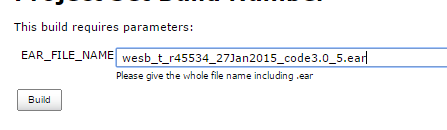 This build requires parameters:
EAR_FILE_NAME wesb_t_r45534_27Jan2015_code3.0_5.ear
Please give the whole file name including .ear
Build